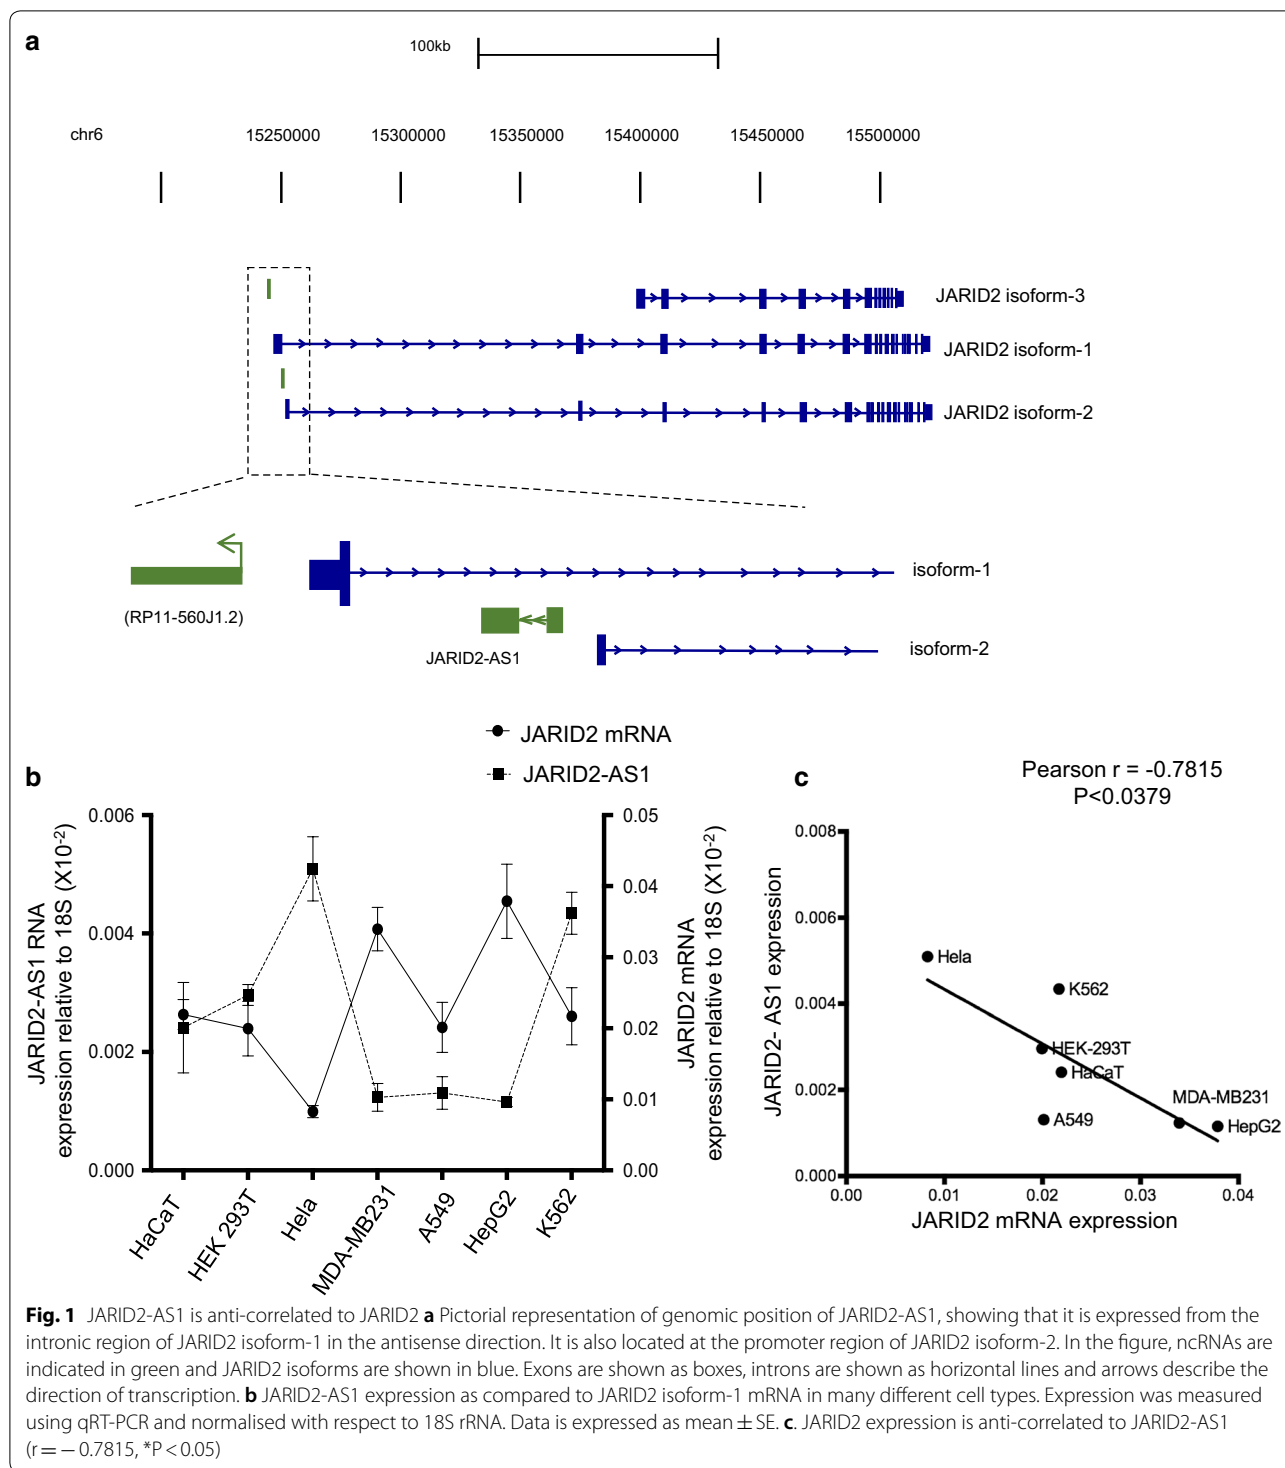 a
100kb
chr6 15250000 15300000 15350000 15400000 15450000 15500000
JARID2 isoform-3
JARID2 isoform-1
JARID2 isoform-2
isoform-1
(RP11-560J1.2)
JARID2-AS1
isoform-2
JARID2 mRNA
JARID2-AS1
b
JARID2-AS1 RNA
expression relative to 18S (X10-2)
0.006
0.004
0.002
0.000
0.05
0.04
0.03
0.02
0.01
0.00
JARID2 mRNA
expression relative to 18S (X10-2)
HaCaT
HEK 293T
Hela
MDA-MB231
A549
HepG2
K562
c
Pearson r = -0.7815
P<0.0379
JARID2- AS1 expression
0.008
0.006
0.004
0.002
0.000
Hela
K562
HEK-293T
HaCaT
A549
MDA-MB231
HepG2
0.00 0.01 0.02 0.03 0.04
JARID2 mRNA expression
Fig. 1 JARID2-AS1 is anti-correlated to JARID2 a Pictorial representation of genomic position of JARID2-AS1, showing that it is expressed from the
intronic region of JARID2 isoform-1 in the antisense direction. It is also located at the promoter region of JARID2 isoform-2. In the figure, ncRNAs are
indicated in green and JARID2 isoforms are shown in blue. Exons are shown as boxes, introns are shown as horizontal lines and arrows describe the
direction of transcription. b JARID2-AS1 expression as compared to JARID2 isoform-1 mRNA in many different cell types. Expression was measured
using qRT-PCR and normalised with respect to 18S rRNA. Data is expressed as mean ± SE. c. JARID2 expression is anti-correlated to JARID2-AS1
(r = − 0.7815, *P < 0.05)